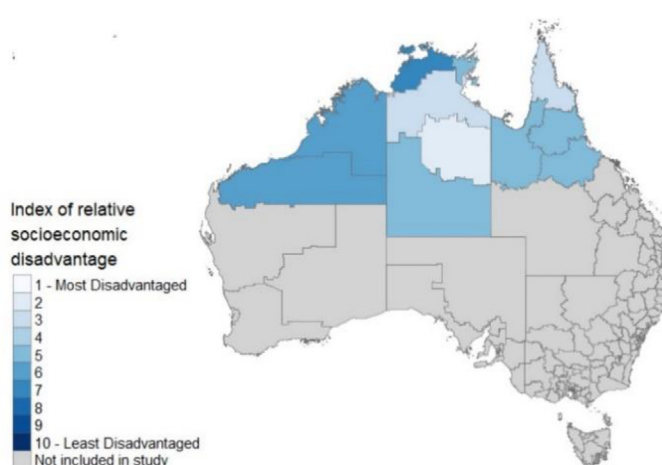 Index of relative
socioeconomic
disadvantage
1 - Most Disadvantaged
2
3
4
5
6
7
8
9
10 - Least Disadvantaged
Not included in study